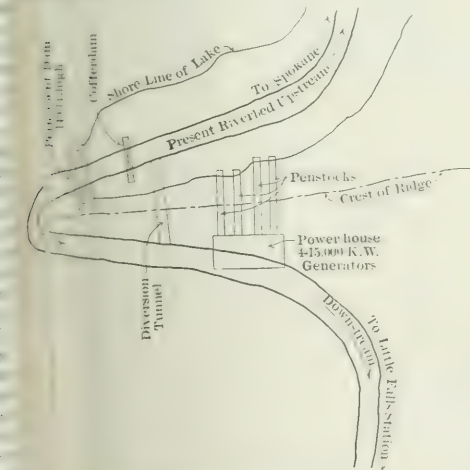 Dam
Cofferdam
Shore Line of Lake
To Spokane
Present Riverbed Upstream
Penstocks
Crest of Ridge
Power house
4-15,000 K.W.
Generators
Diversion
Tunnel
Downstream
To Little Falls Station